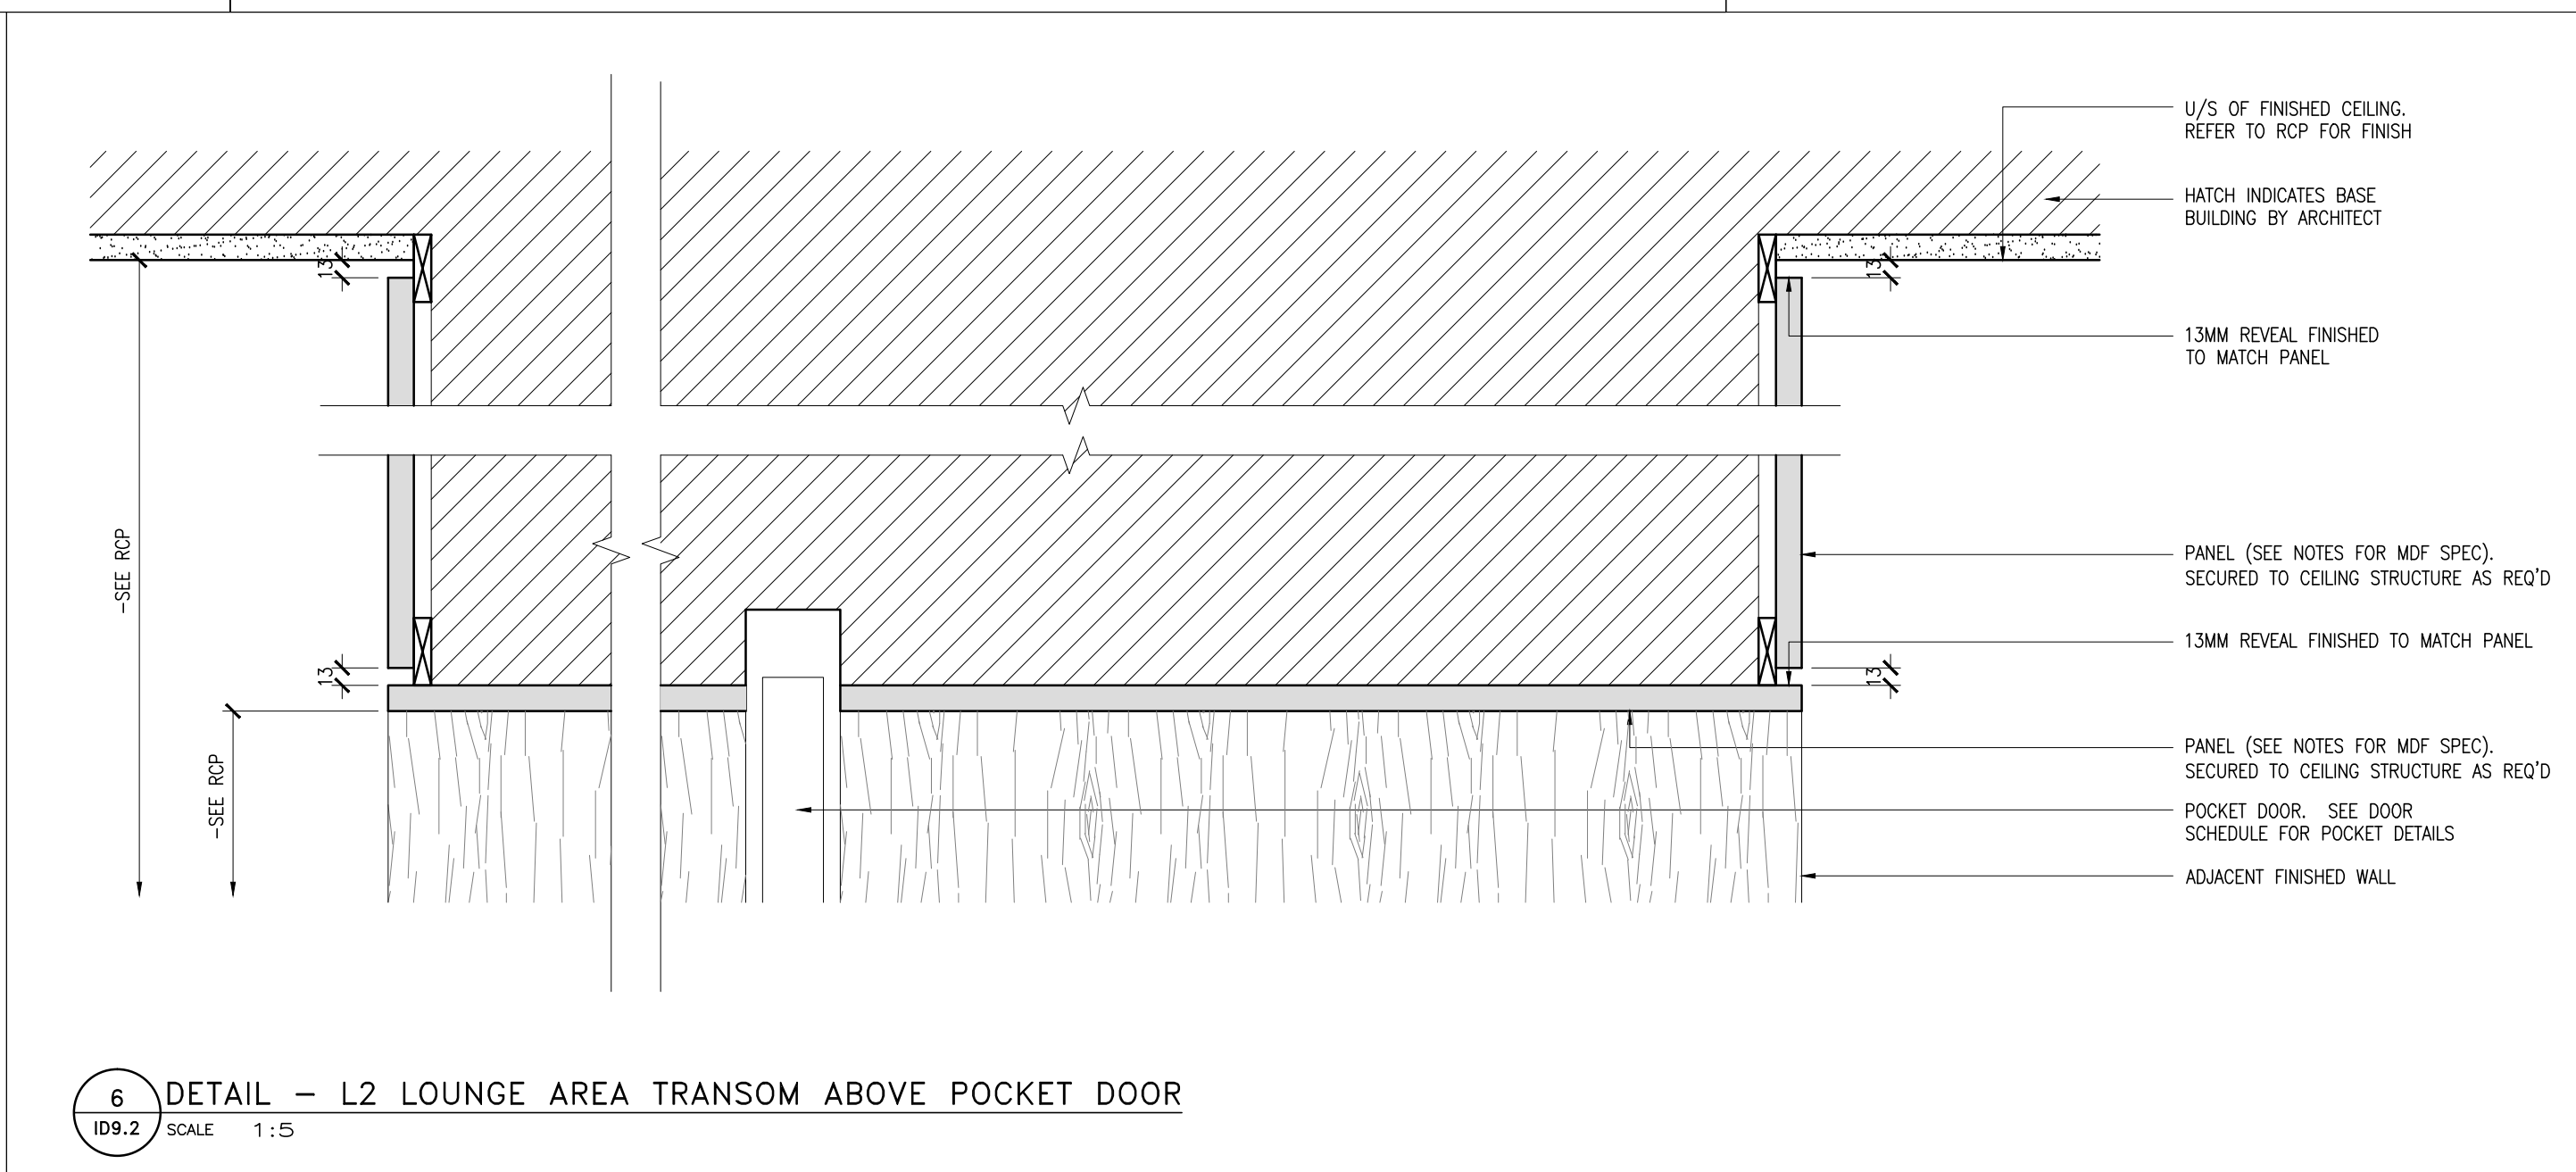 U/S OF FINISHED CEILING.
REFER TO RCP FOR FINISH
HATCH INDICATES BASE
BUILDING BY ARCHITECT
13
13
13MM REVEAL FINISHED
TO MATCH PANEL
-SEE RCP
PANEL (SEE NOTES FOR MDF SPEC).
SECURED TO CEILING STRUCTURE AS REQ'D
13MM REVEAL FINISHED TO MATCH PANEL
13
13
-SEE RCP
PANEL (SEE NOTES FOR MDF SPEC).
SECURED TO CEILING STRUCTURE AS REQ'D
POCKET DOOR. SEE DOOR
SCHEDULE FOR POCKET DETAILS
ADJACENT FINISHED WALL
6
ID9.2
DETAIL - L2 LOUNGE AREA TRANSOM ABOVE POCKET DOOR
SCALE 1:5